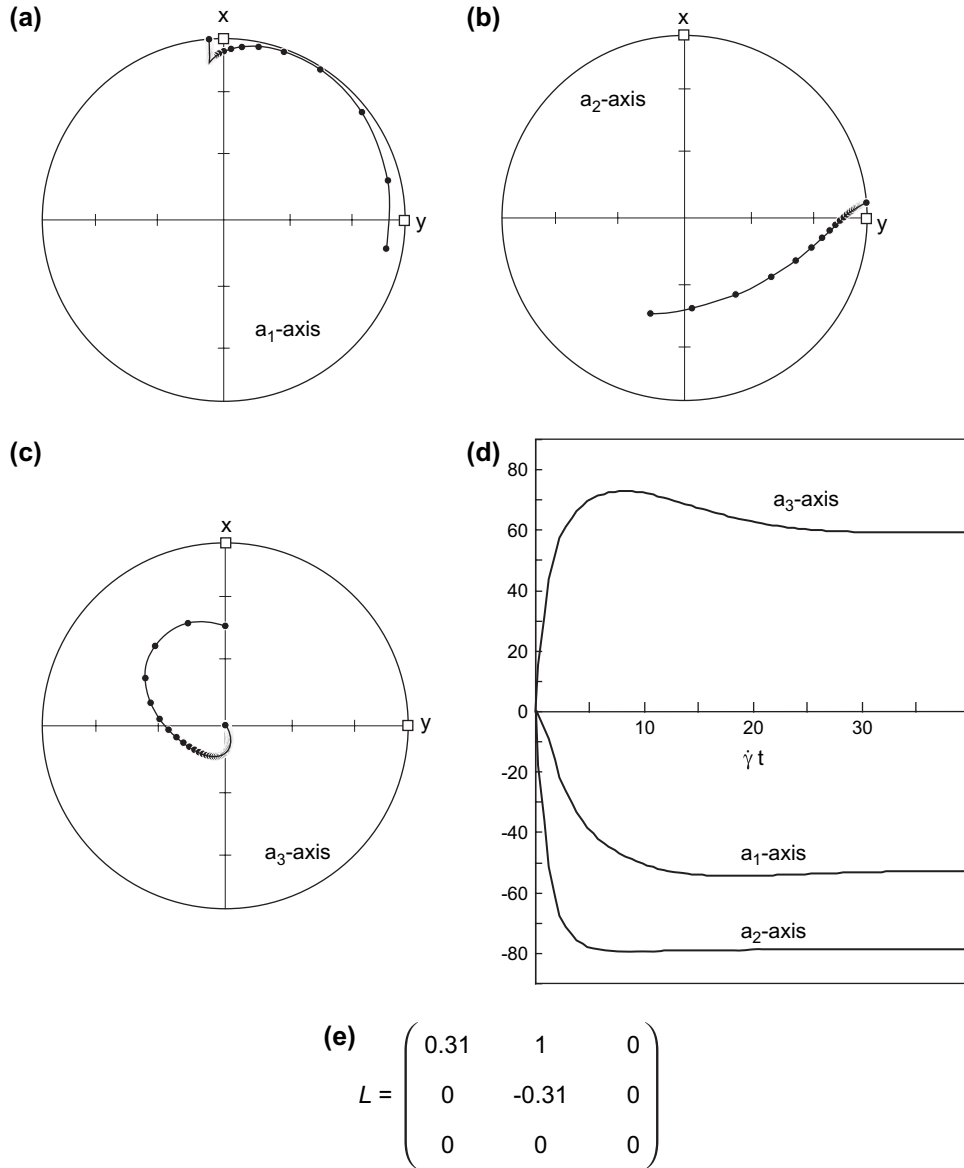 (a)
x
y
a₁-axis
(b)
x
a₂-axis
y
(c)
x
y
a₃-axis
(d)
80
60
40
20
0
-20
-40
-60
-80
10
20
30
γ̇ t
a₃-axis
a₁-axis
a₂-axis
(e)
L =
0.31 1 0
0 -0.31 0
0 0 0